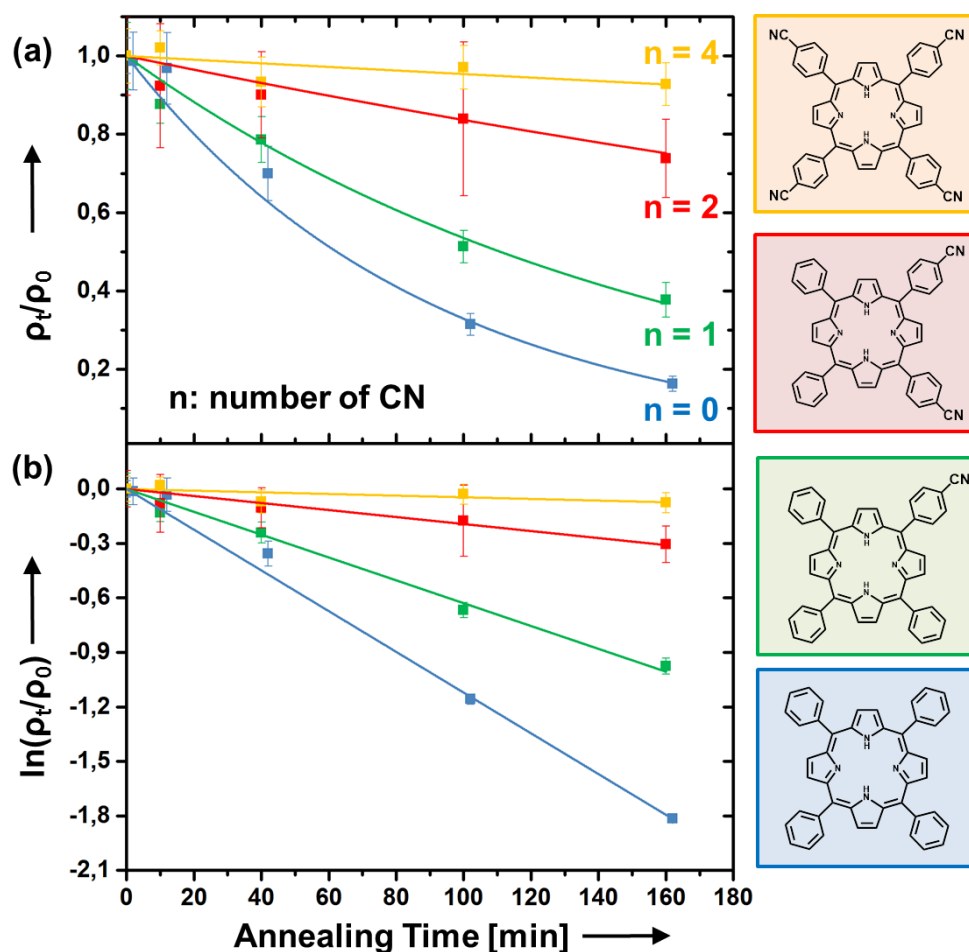 (a)
ρt/ρ0
1,0
0,8
0,6
0,4
0,2
n = 4
n = 2
n = 1
n = 0
n: number of CN
(b)
ln(ρt/ρ0)
0,0
-0,3
-0,6
-0,9
-1,2
-1,5
-1,8
-2,1
0 20 40 60 80 100 120 140 160 180
Annealing Time [min]
NC CN
H
N
N N
N
H
NC CN
CN
H
N
N N
N
H
CN
CN
H
N
N N
N
H
H
N
N N
N
H